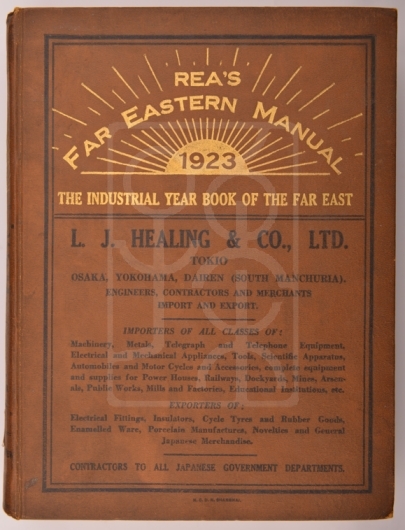 REA'S
FAR EASTERN MANUAL
1923
THE INDUSTRIAL YEAR BOOK OF THE FAR EAST
L. J. HEALING & CO., LTD.
TOKIO
OSAKA, YOKOHAMA, DAIREN (SOUTH MANCHURIA).
ENGINEERS, CONTRACTORS AND MERCHANTS
IMPORT AND EXPORT.
IMPORTERS OF ALL CLASSES OF:
Machinery, Metals, Telegraph and Telephone Equipment,
Electrical and Mechanical Appliances, Tools, Scientific Apparatus,
Automobiles and Motor Cycles and Accessories, complete equipment
and supplies for Power Houses, Railways, Dockyards, Mines, Arsen-
als, Public Works, Mills and Factories, Educational Institutions, etc.
EXPORTERS OF:
Electrical Fittings, Insulators, Cycle Tyres and Rubber Goods,
Enamelled Ware, Porcelain Manufactures, Novelties and General
Japanese Merchandise.
CONTRACTORS TO ALL JAPANESE GOVERNMENT DEPARTMENTS.